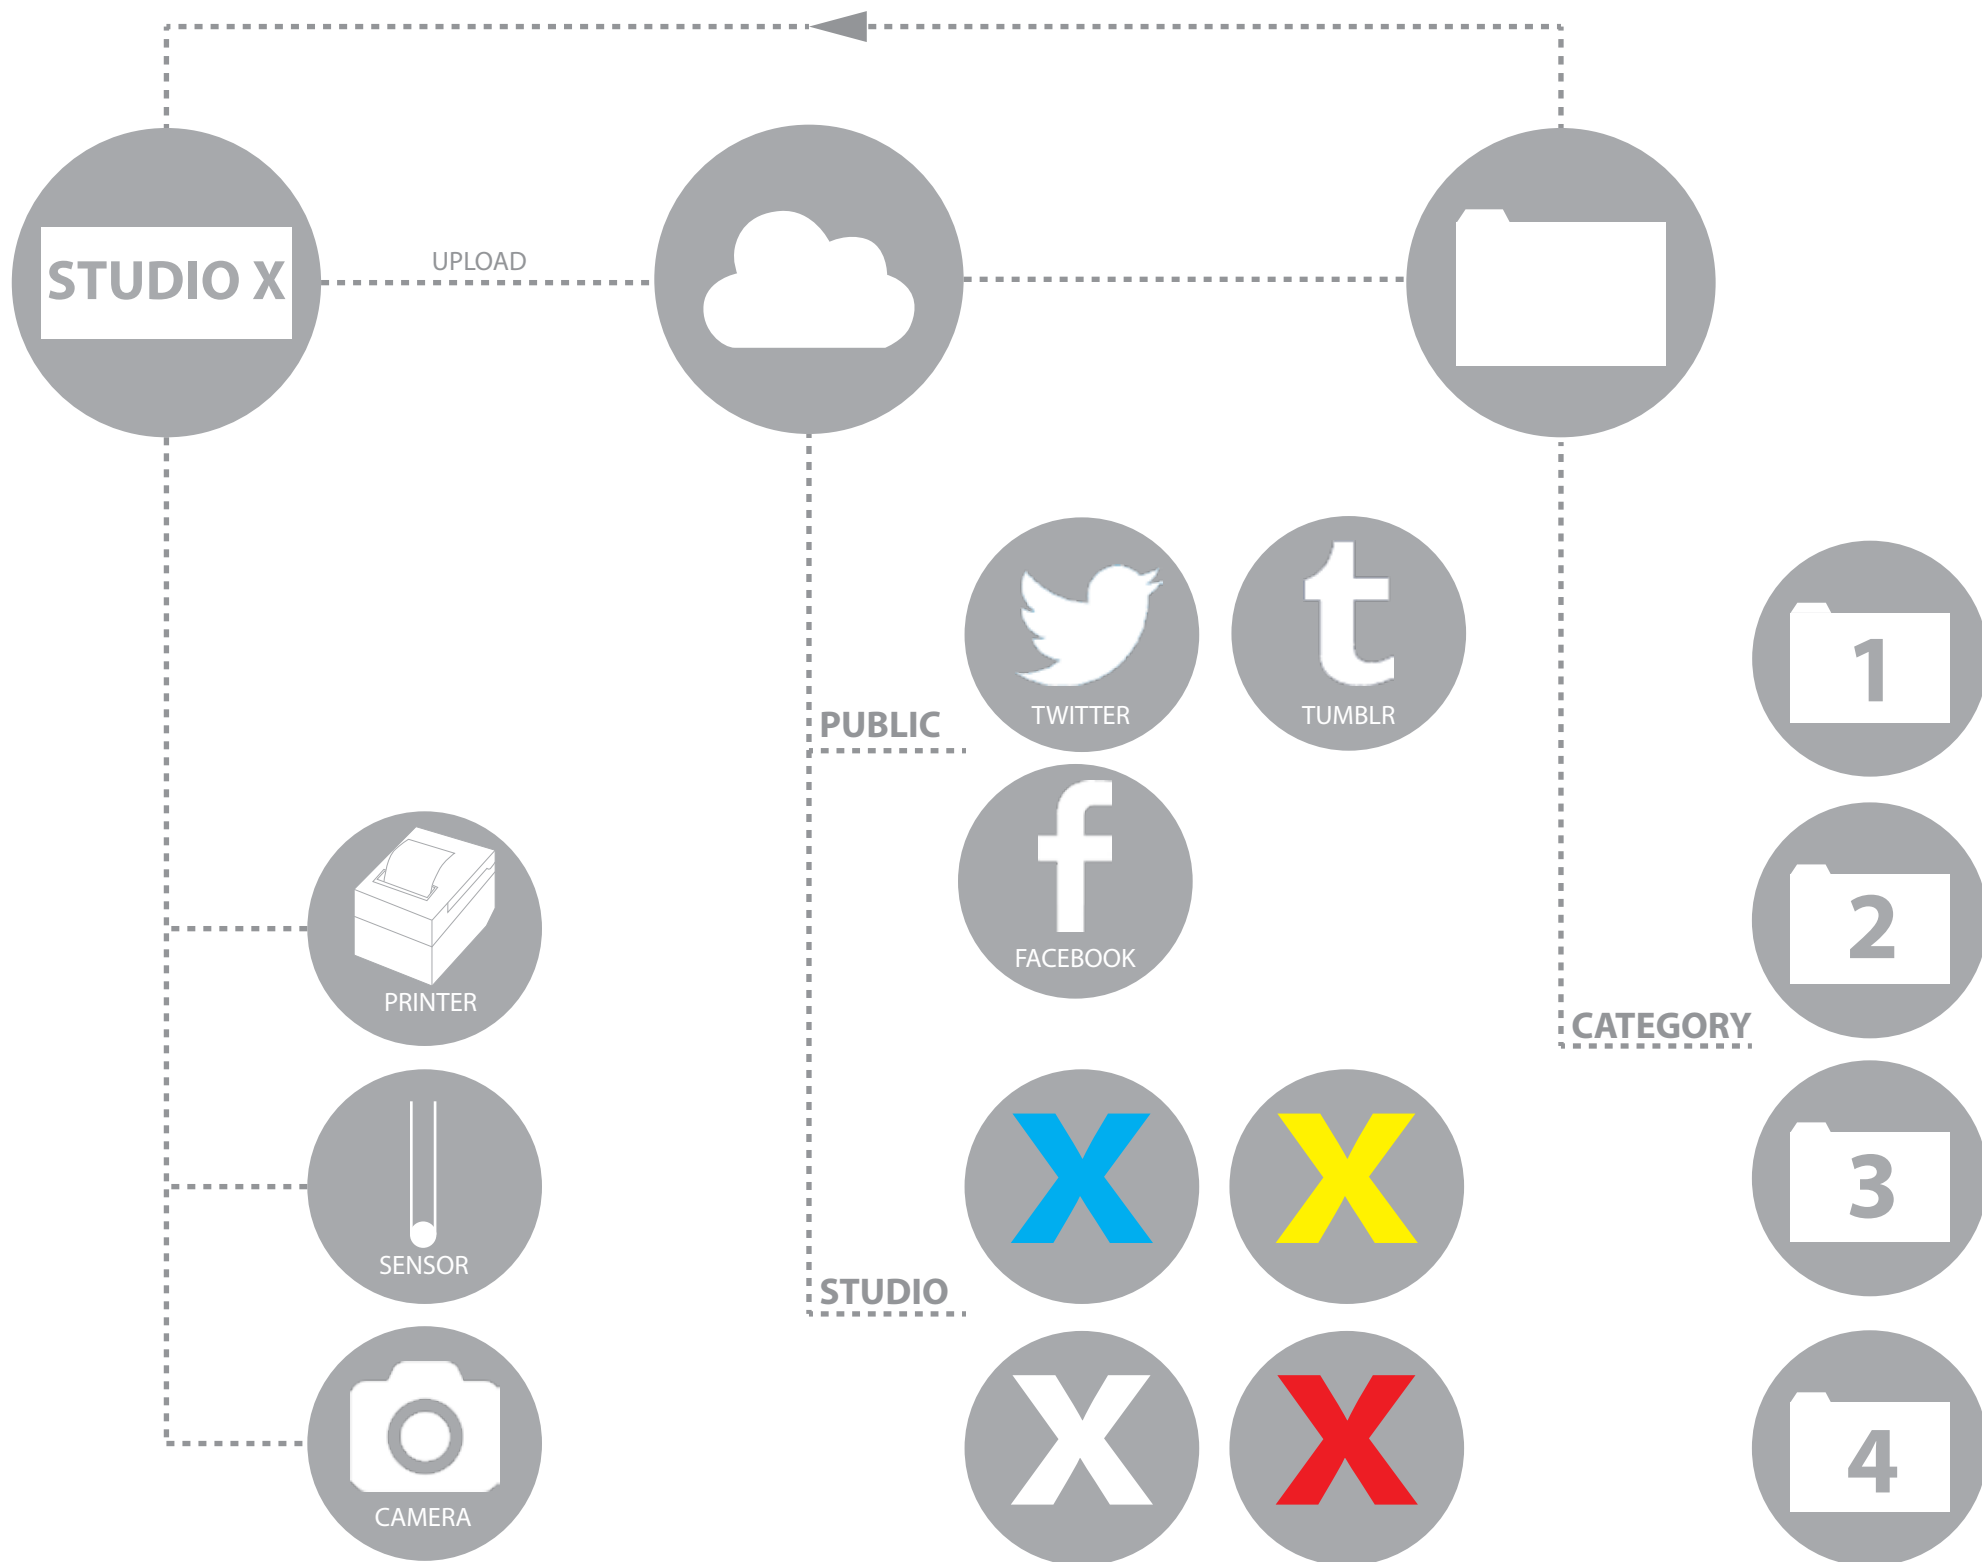 STUDIO X
UPLOAD
TWITTER
TUMBLR
PUBLIC
FACEBOOK
1
2
PRINTER
CATEGORY
3
SENSOR
X
X
STUDIO
CAMERA
X
X
4